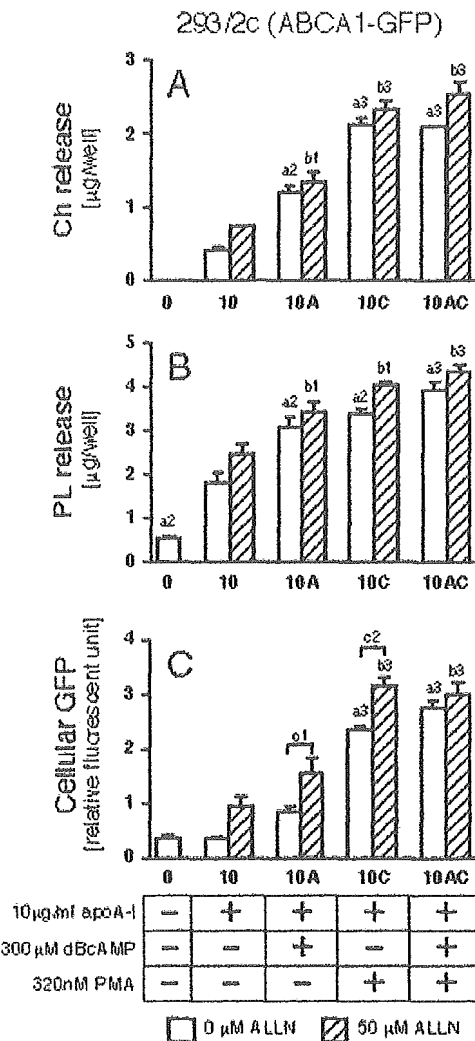 293/2c (ABCA1-GFP)
A
Ch release
[µg/well]
3
2
1
0
a2
b1
a3
b3
a3
b3
0 10 10A 10C 10AC
B
PL release
[µg/well]
5
4
3
2
1
0
a2
a2
b1
a2
b1
a3
b3
0 10 10A 10C 10AC
C
Cellular GFP
[relative fluorescent unit]
4
3
2
1
0
c1
c2
a3
b3
a3
b3
0 10 10A 10C 10AC
10µg/ml apoA-I − + + + +
300 µM dBcAMP − − + − +
320nM PMA − − − + +
0 µM ALLN 50 µM ALLN